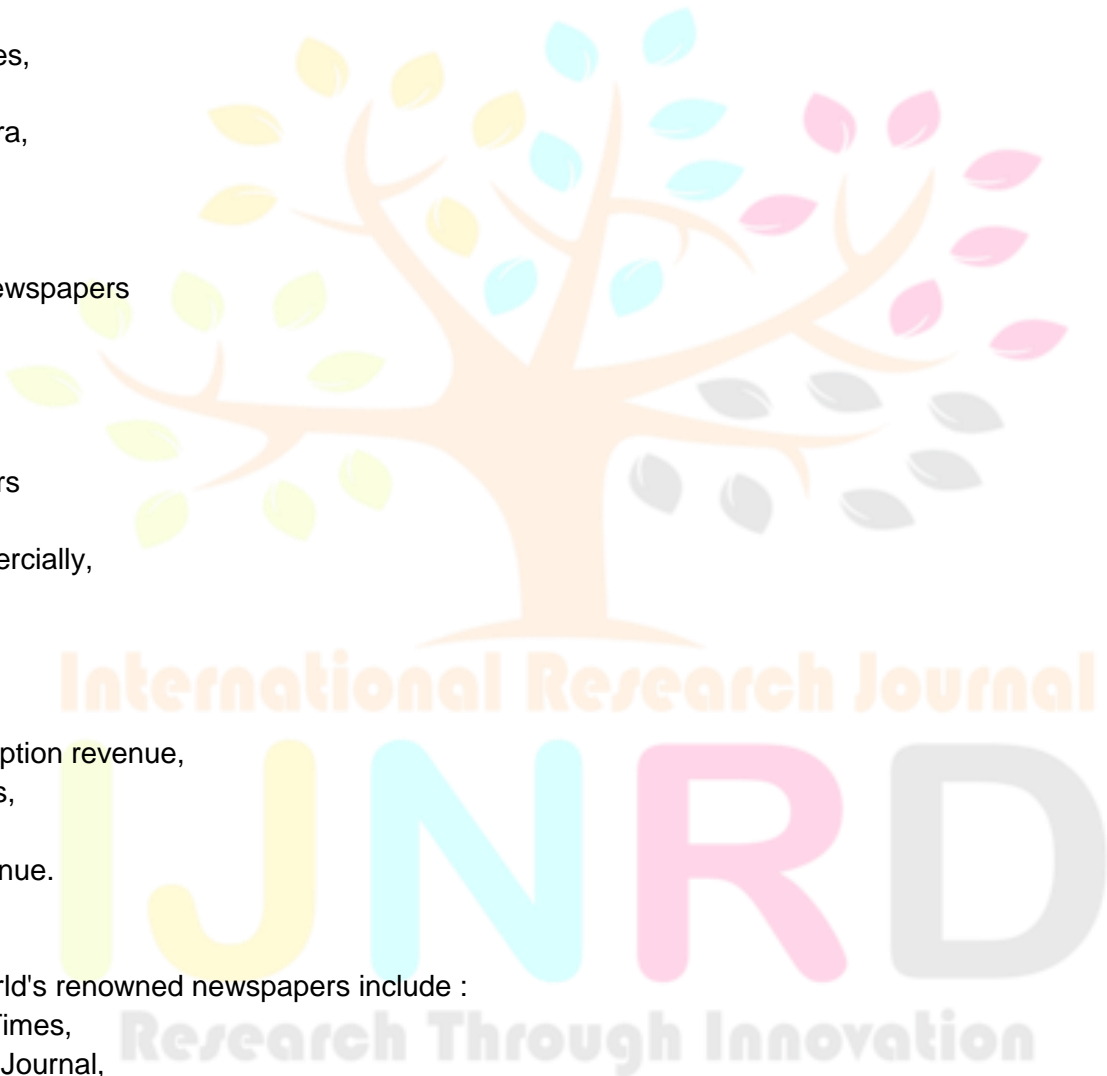 es,
ra,
ewspapers
rs
ercially,
ption revenue,
s,
nue.
rld's renowned newspapers include :
Times,
Journal,
International Research Journal
IJNRD
Research Through Innovation